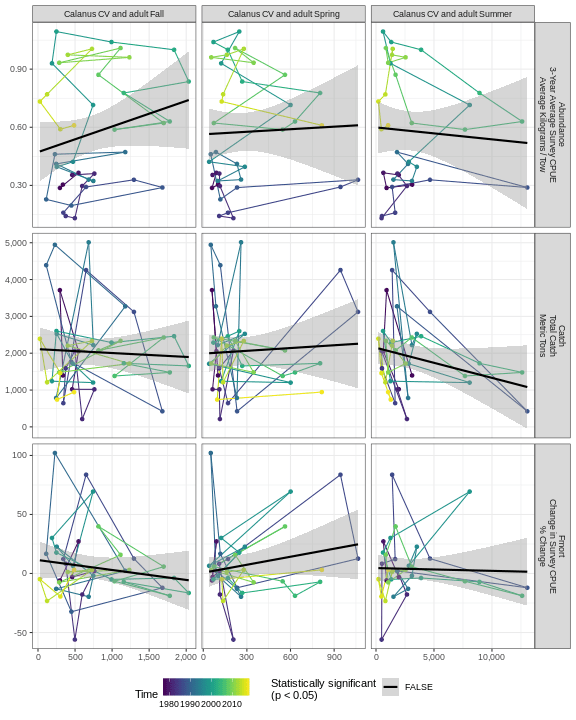 Calanus CV and adult Fall
Calanus CV and adult Spring
Calanus CV and adult Summer
0.90
0.60
0.30
Abundance
3-Year Average Survey CPUE
Average Kilograms / Tow
5,000
4,000
3,000
2,000
1,000
0
Catch
Total Catch
Metric Tons
100
50
0
-50
Fmort
Change in Survey CPUE
% Change
0 500 1,000 1,500 2,000
0 300 600 900
0 5,000 10,000
Time
1980 1990 2000 2010
Statistically significant
(p < 0.05)
FALSE